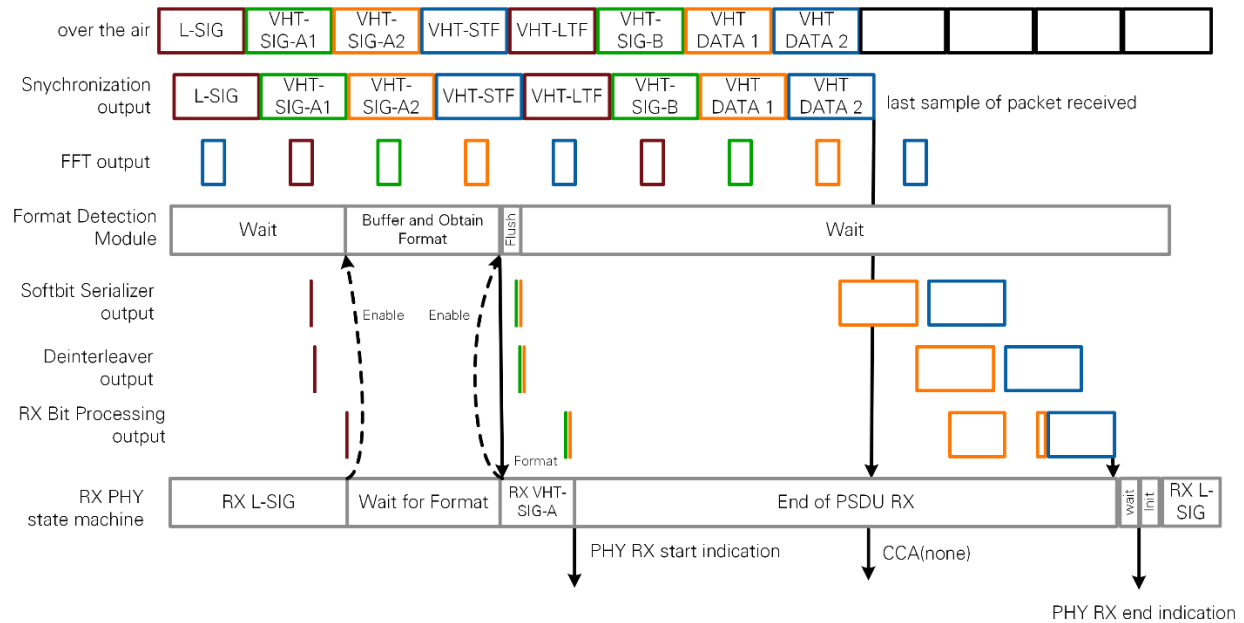 over the air
L-SIG
VHT-
SIG-A1
VHT-
SIG-A2
VHT-STF
VHT-LTF
VHT-
SIG-B
VHT
DATA 1
VHT
DATA 2
Snychronization
output
L-SIG
VHT-
SIG-A1
VHT-
SIG-A2
VHT-STF
VHT-LTF
VHT-
SIG-B
VHT
DATA 1
VHT
DATA 2
last sample of packet received
FFT output
Format Detection
Module
Wait
Buffer and Obtain
Format
Flush
Wait
Softbit Serializer
output
Enable
Enable
Deinterleaver
output
RX Bit Processing
output
Format
RX PHY
state machine
RX L-SIG
Wait for Format
RX VHT-
SIG-A
End of PSDU RX
wait
Init
RX L-
SIG
PHY RX start indication
CCA(none)
PHY RX end indication